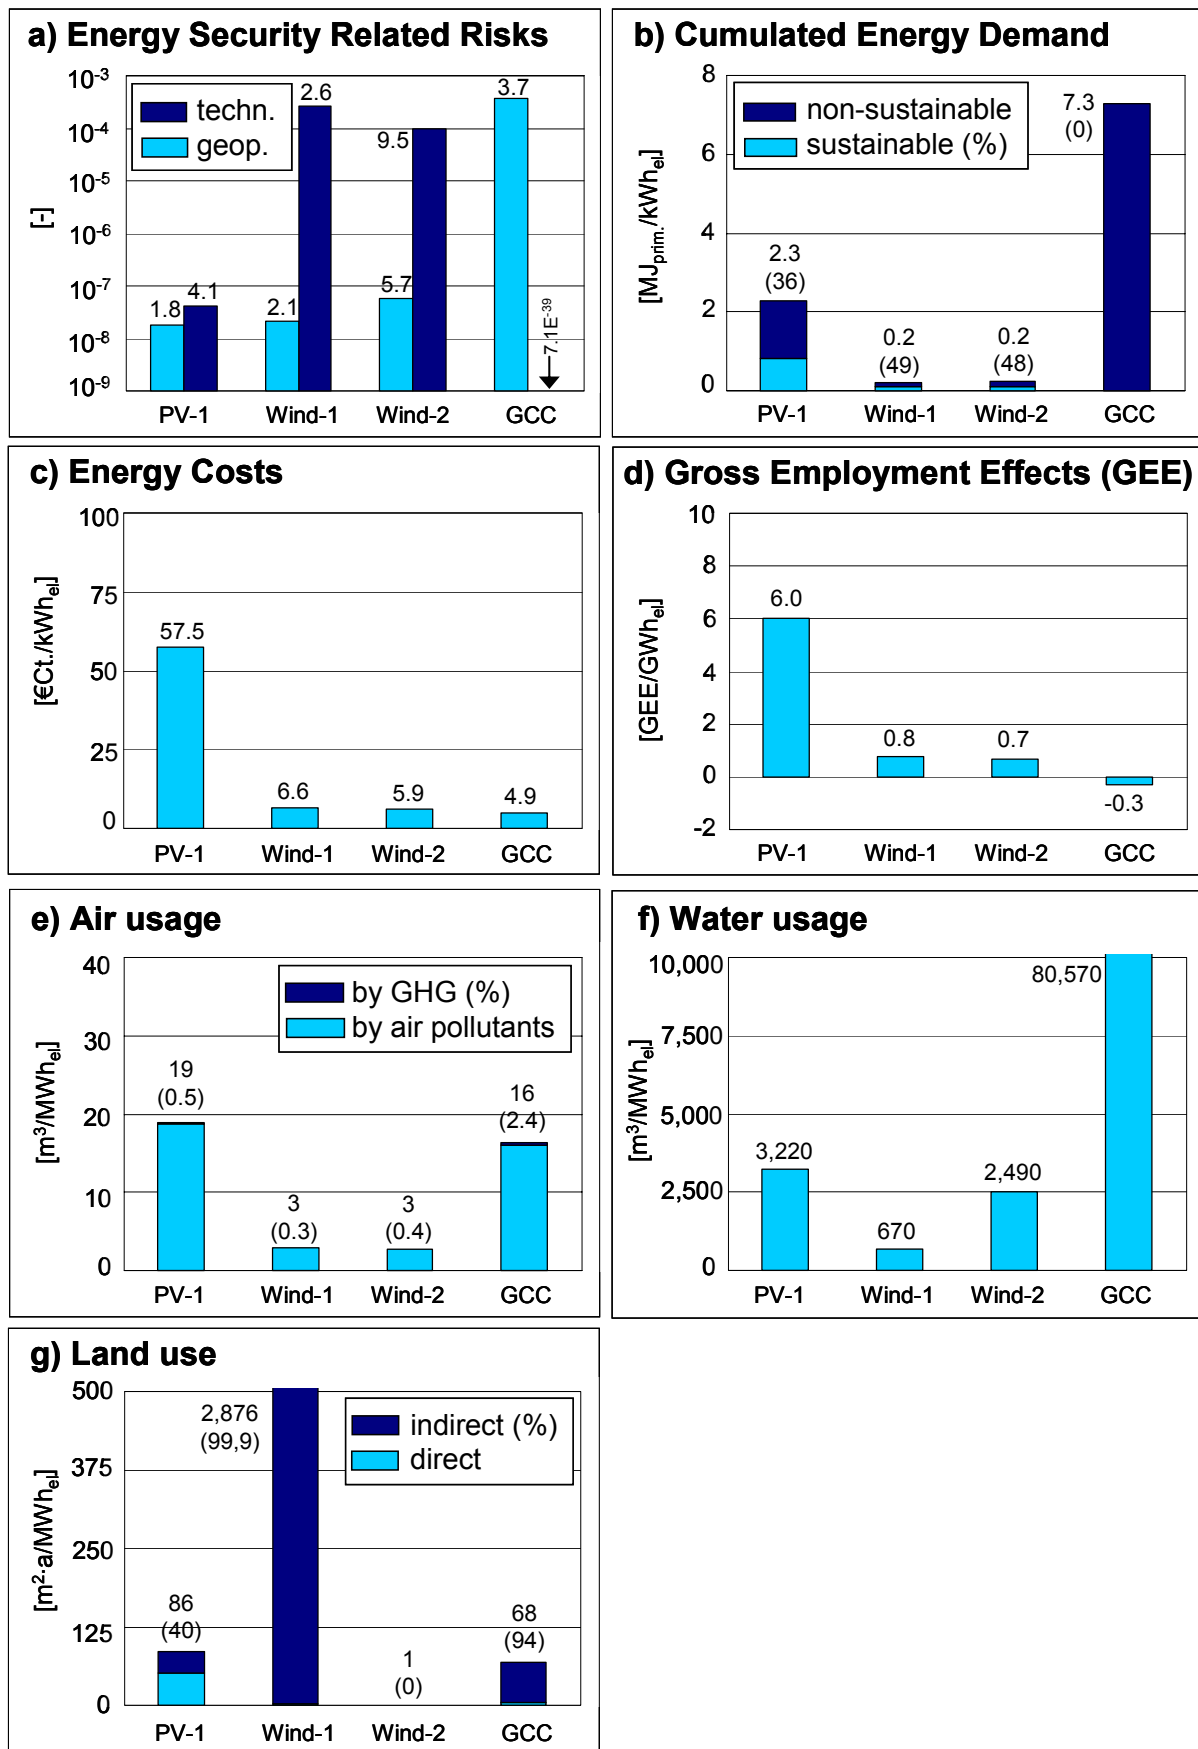 a) Energy Security Related Risks
10-3
10-4
10-5
10-6
10-7
10-8
10-9
[-]
techn.
geop.
1.8
4.1
2.1
2.6
5.7
9.5
3.7
7.1E-39
PV-1 Wind-1 Wind-2 GCC
b) Cumulated Energy Demand
8
6
4
2
0
[MJprim./kWhel]
non-sustainable
sustainable (%)
2.3
(36)
0.2
(49)
0.2
(48)
7.3
(0)
PV-1 Wind-1 Wind-2 GCC
c) Energy Costs
100
75
50
25
0
[€Ct./kWhel]
57.5
6.6
5.9
4.9
PV-1 Wind-1 Wind-2 GCC
d) Gross Employment Effects (GEE)
10
8
6
4
2
0
-2
[GEE/GWhel]
6.0
0.8
0.7
-0.3
PV-1 Wind-1 Wind-2 GCC
e) Air usage
40
30
20
10
0
[m3/MWhel]
by GHG (%)
by air pollutants
19
(0.5)
3
(0.3)
3
(0.4)
16
(2.4)
PV-1 Wind-1 Wind-2 GCC
f) Water usage
10,000
7,500
5,000
2,500
0
[m3/MWhel]
3,220
670
2,490
80,570
PV-1 Wind-1 Wind-2 GCC
g) Land use
500
375
250
125
0
[m2·a/MWhel]
indirect (%)
direct
86
(40)
2,876
(99,9)
1
(0)
68
(94)
PV-1 Wind-1 Wind-2 GCC